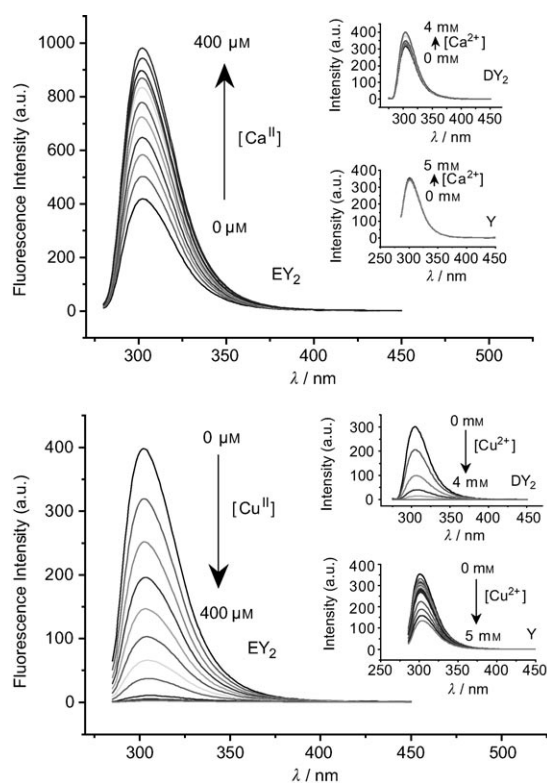 400 µM
[Ca^II]
0 µM
EY₂
Fluorescence Intensity (a.u.)
1000
800
600
400
200
0
300
350
400
450
500
λ / nm
4 mM
[Ca²⁺]
0 mM
DY₂
Intensity (a.u.)
400
300
200
100
0
300
350
400
450
λ / nm
5 mM
[Ca²⁺]
0 mM
Y
Intensity (a.u.)
400
300
200
100
0
250
300
350
400
450
λ / nm
0 µM
[Cu^II]
400 µM
EY₂
Fluorescence Intensity (a.u.)
400
300
200
100
0
300
350
400
450
500
λ / nm
0 mM
[Cu²⁺]
4 mM
DY₂
Intensity (a.u.)
300
200
100
0
250
300
350
400
450
λ / nm
0 mM
[Cu²⁺]
5 mM
Y
Intensity (a.u.)
400
300
200
100
0
250
300
350
400
450
λ / nm